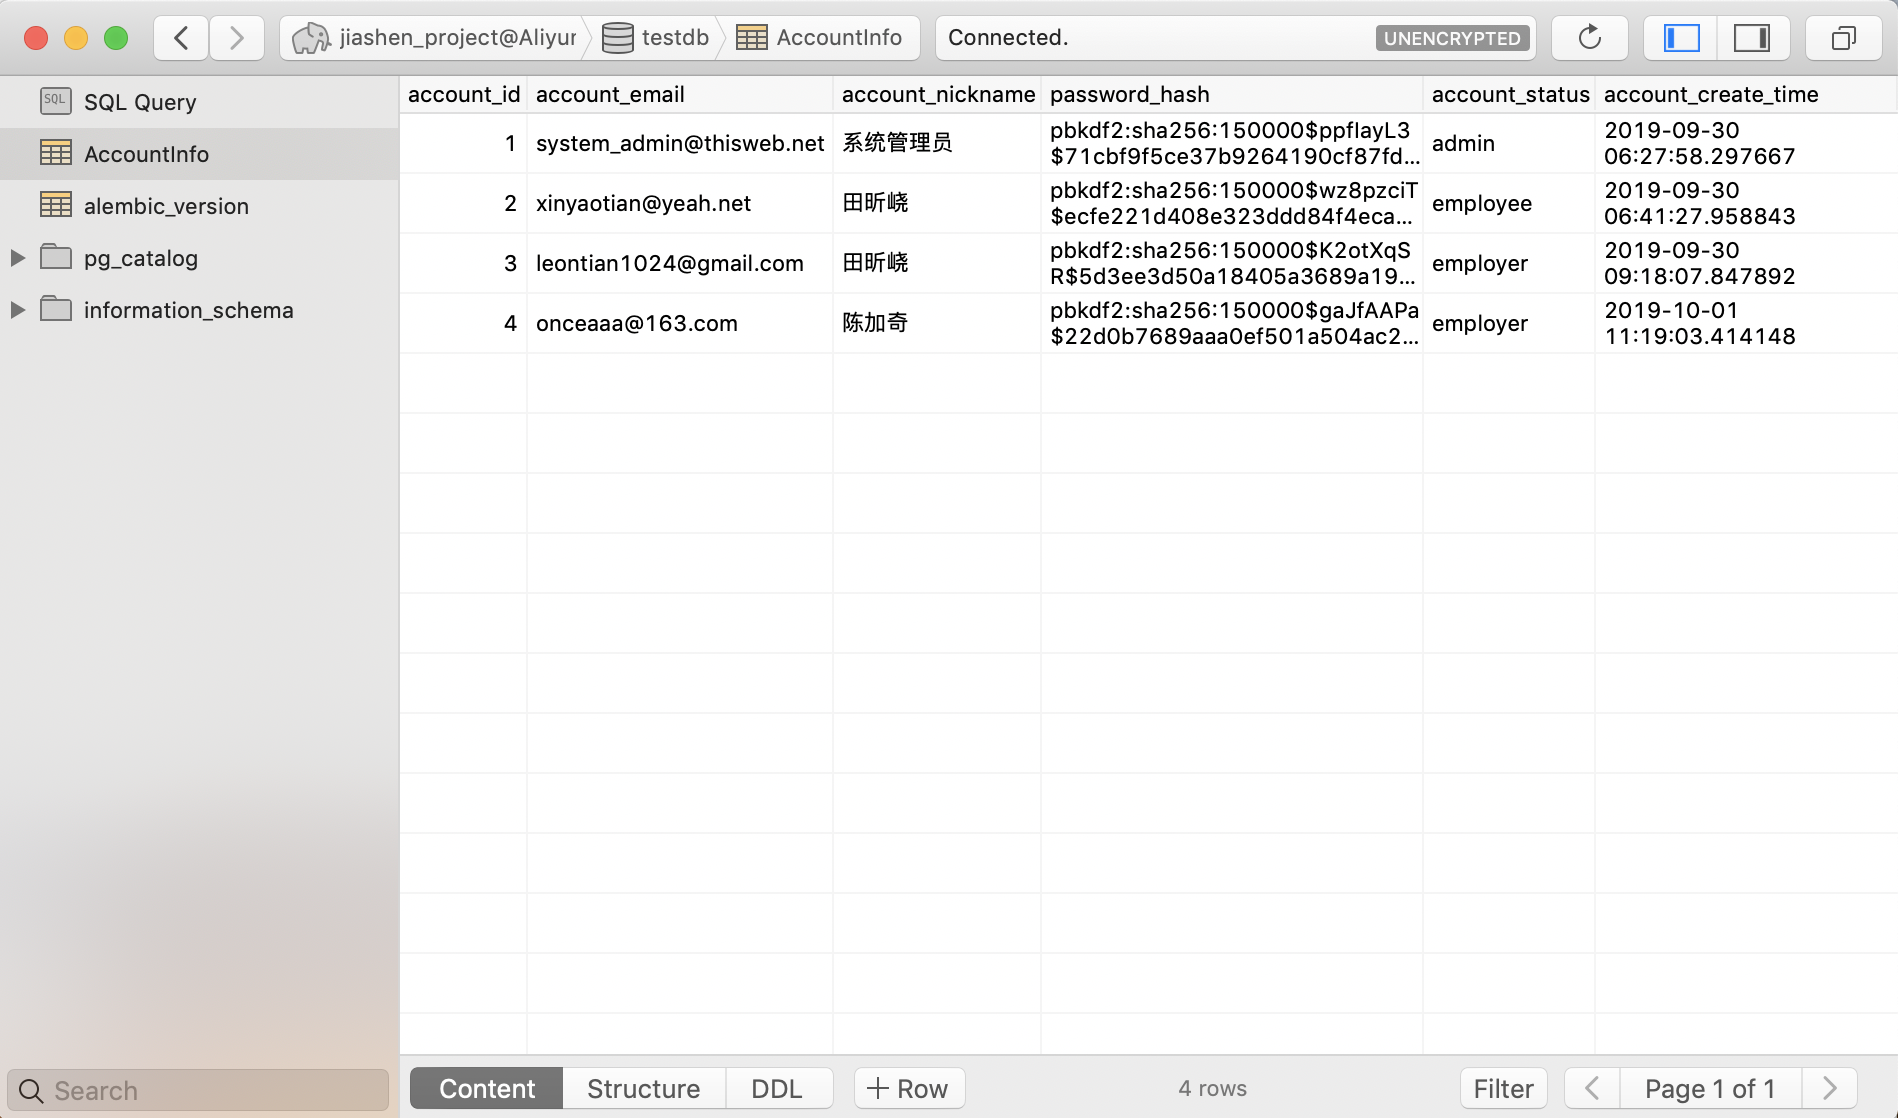 jiashen_project@Aliyun testdb AccountInfo Connected. UNENCRYPTED
SQL SQL Query
AccountInfo
alembic_version
pg_catalog
information_schema
Search
account_id account_email account_nickname password_hash account_status account_create_time
1 system_admin@thisweb.net 系统管理员 pbkdf2:sha256:150000$ppflayL3 admin 2019-09-30
$71cbf9f5ce37b9264190cf87fd... 06:27:58.297667
2 xinyaotian@yeah.net 田昕峣 pbkdf2:sha256:150000$wz8pzciT employee 2019-09-30
$ecfe221d408e323ddd84f4eca... 06:41:27.958843
3 leontian1024@gmail.com 田昕峣 pbkdf2:sha256:150000$K2otXqS employer 2019-09-30
R$5d3ee3d50a18405a3689a19... 09:18:07.847892
4 onceaaa@163.com 陈加奇 pbkdf2:sha256:150000$gaJfAAPa employer 2019-10-01
$22d0b7689aaa0ef501a504ac2... 11:19:03.414148
Content Structure DDL + Row 4 rows Filter Page 1 of 1